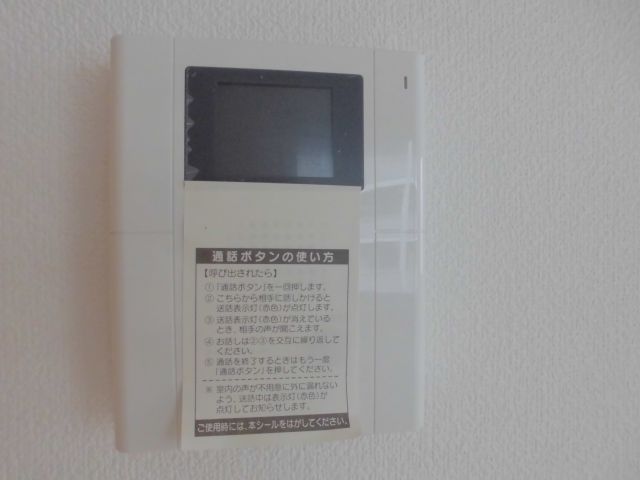 通話ボタンの使い方
【呼び出されたら】
① 「通話ボタン」を一回押します。
② こちらから相手に話しかけると
送話表示灯(赤色)が点灯します。
③ 送話表示灯(赤色)が消えている
とき、相手の声が聞こえます。
④ お話しは②③を交互に繰り返して
ください。
⑤ 通話を終了するときはもう一度
「通話ボタン」を押してください。
※ 室内の声が不用意に外に漏れない
よう、送話中は表示灯(赤色)が
点灯してお知らせします。
ご使用時には、本シールをはがしてください。